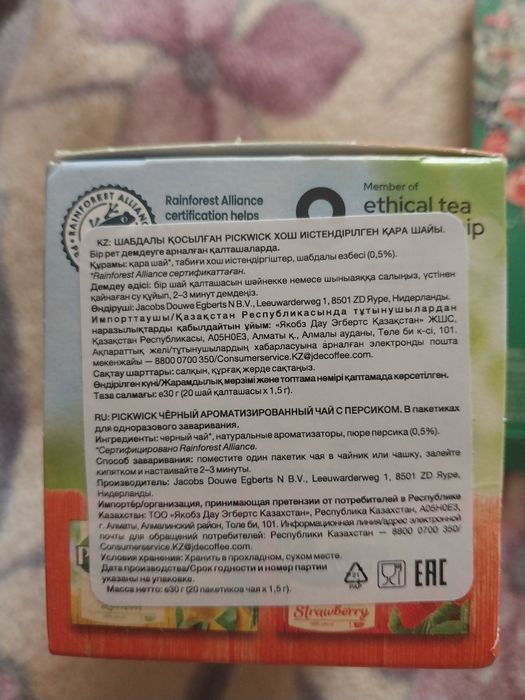 RAINFOREST ALLIANCE
Rainforest Alliance
certification helps
Member of
ethical tea
KZ: ШАБДАЛЫ ҚОСЫЛҒАН PICKWICK ХОШ ИІСТЕНДІРІЛГЕН ҚАРА ШАЙЫ.
Бір рет демдеуге арналған қалташаларда.
Құрамы: қара шай*, табиғи хош иістендіргіштер, шабдалы езбесі (0,5%).
*Rainforest Alliance сертификаттаған.
Демдеу әдісі: бір шай қалташасын шәйнекке немесе шыныаяққа салыңыз, үстінен
қайнаған су құйып, 2–3 минут демдеңіз.
Өндіруші: Jacobs Douwe Egberts N B.V., Leeuwarderweg 1, 8501 ZD Яуре, Нидерланды.
Импорттаушы/Қазақстан Республикасында тұтынушылардан
наразылықтарды қабылдайтын ұйым: «Якобз Дау Эгбертс Қазақстан» ЖШС,
Қазақстан Республикасы, A05H0E3, Алматы қ., Алмалы ауданы, Төле би к-сі, 101.
Ақпараттық желі/тұтынушылардың хабарласуына арналған электронды пошта
мекенжайы – 8800 0700 350/Consumerservice.KZ@jdecoffee.com.
Сақтау шарттары: салқын, құрғақ жерде сақтаңыз.
Өндірілген күні/Жарамдылық мерзімі және топтама нөмірі қаптамада көрсетілген.
Таза салмағы: е30 г (20 шай қалташасы х 1,5 г).
RU: PICKWICK ЧЁРНЫЙ АРОМАТИЗИРОВАННЫЙ ЧАЙ С ПЕРСИКОМ. В пакетиках
для одноразового заваривания.
Ингредиенты: черный чай*, натуральные ароматизаторы, пюре персика (0,5%).
*Сертифицировано Rainforest Alliance.
Способ заваривания: поместите один пакетик чая в чайник или чашку, залейте
кипятком и настаивайте 2–3 минуты.
Производитель: Jacobs Douwe Egberts N B.V., Leeuwarderweg 1, 8501 ZD Яуре,
Нидерланды.
Импортёр/организация, принимающая претензии от потребителей в Республике
Казахстан: ТОО «Якобз Дау Эгбертс Казахстан», Республика Казахстан, A05H0E3,
г. Алматы, Алмалинский район, Толе би, 101. Информационная линия/адрес электронной
почты для обращений потребителей: Республики Казахстан – 8800 0700 350/
Consumerservice.KZ@jdecoffee.com.
Условия хранения: Хранить в прохладном, сухом месте.
Дата производства/Срок годности и номер партии
указаны на упаковке.
Масса нетто: е30 г (20 пакетиков чая х 1,5 г).
21
PAP
EAC
Strawberry